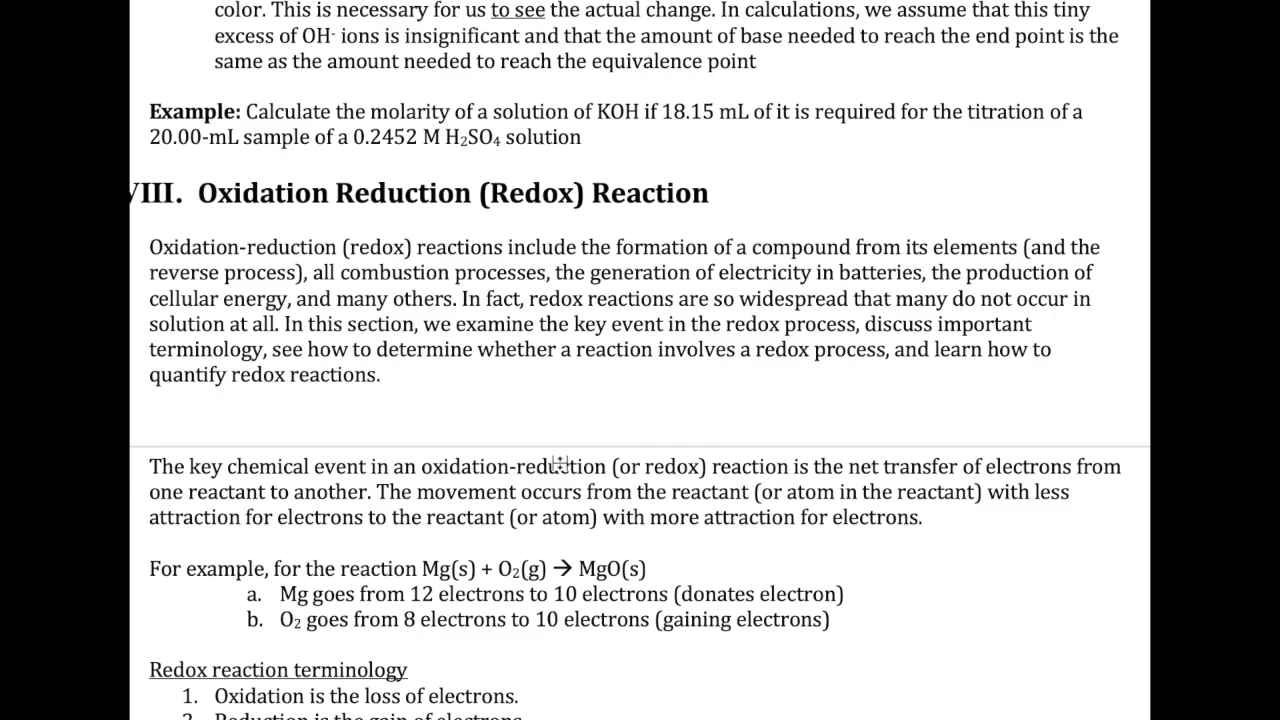 color. This is necessary for us to see the actual change. In calculations, we assume that this tiny
excess of OH- ions is insignificant and that the amount of base needed to reach the end point is the
same as the amount needed to reach the equivalence point
Example: Calculate the molarity of a solution of KOH if 18.15 mL of it is required for the titration of a
20.00-mL sample of a 0.2452 M H₂SO₄ solution
VIII. Oxidation Reduction (Redox) Reaction
Oxidation-reduction (redox) reactions include the formation of a compound from its elements (and the
reverse process), all combustion processes, the generation of electricity in batteries, the production of
cellular energy, and many others. In fact, redox reactions are so widespread that many do not occur in
solution at all. In this section, we examine the key event in the redox process, discuss important
terminology, see how to determine whether a reaction involves a redox process, and learn how to
quantify redox reactions.
The key chemical event in an oxidation-reduction (or redox) reaction is the net transfer of electrons from
one reactant to another. The movement occurs from the reactant (or atom in the reactant) with less
attraction for electrons to the reactant (or atom) with more attraction for electrons.
For example, for the reaction Mg(s) + O₂(g) → MgO(s)
a. Mg goes from 12 electrons to 10 electrons (donates electron)
b. O₂ goes from 8 electrons to 10 electrons (gaining electrons)
Redox reaction terminology
1. Oxidation is the loss of electrons.
2. Reduction is the gain of electrons